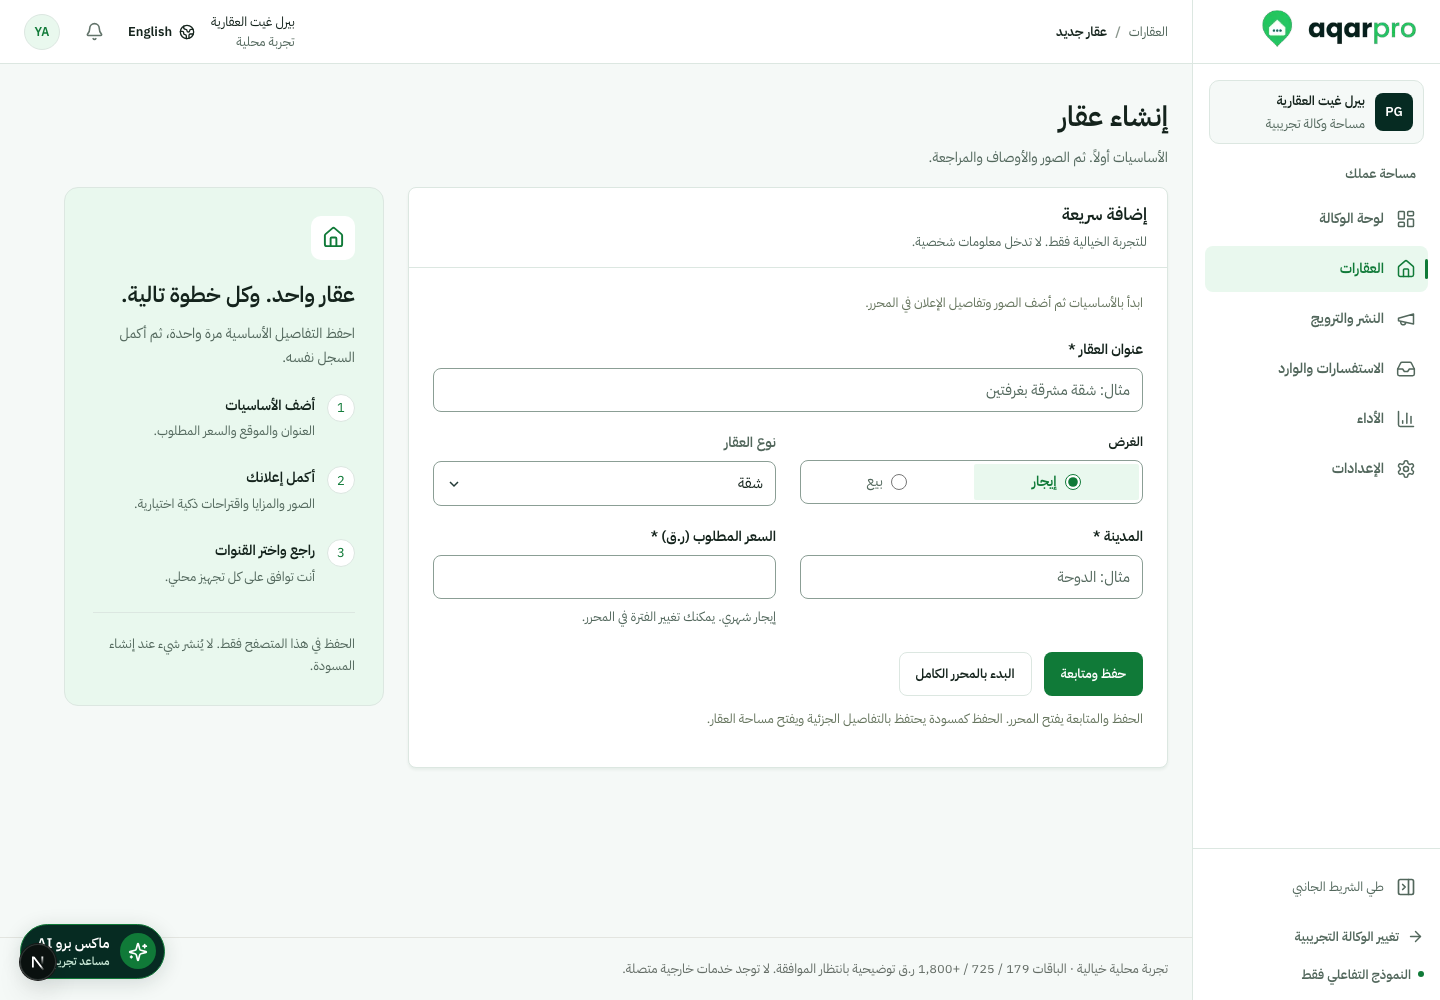 aqarpro
العقارات / عقار جديد
بيرل غيت العقارية
تجربة محلية
English
YA
PG
بيرل غيت العقارية
مساحة وكالة تجريبية
مساحة عملك
لوحة الوكالة
العقارات
النشر والترويج
الاستفسارات والوارد
الأداء
الإعدادات
طي الشريط الجانبي
تغيير الوكالة التجريبية
النموذج التفاعلي فقط
إنشاء عقار
الأساسيات أولاً. ثم الصور والأوصاف والمراجعة.
إضافة سريعة
للتجربة الخيالية فقط. لا تدخل معلومات شخصية.
ابدأ بالأساسيات ثم أضف الصور وتفاصيل الإعلان في المحرر.
عنوان العقار *
مثال: شقة مشرقة بغرفتين
الغرض
إيجار
بيع
نوع العقار
شقة
المدينة *
مثال: الدوحة
السعر المطلوب (ر.ق) *
إيجار شهري. يمكنك تغيير الفترة في المحرر.
حفظ ومتابعة
البدء بالمحرر الكامل
الحفظ والمتابعة يفتح المحرر. الحفظ كمسودة يحتفظ بالتفاصيل الجزئية ويفتح مساحة العقار.
عقار واحد. وكل خطوة تالية.
احفظ التفاصيل الأساسية مرة واحدة، ثم أكمل
السجل نفسه.
1
أضف الأساسيات
العنوان والموقع والسعر المطلوب.
2
أكمل إعلانك
الصور والمزايا واقتراحات ذكية اختيارية.
3
راجع واختر القنوات
أنت توافق على كل تجهيز محلي.
الحفظ في هذا المتصفح فقط. لا يُنشر شيء عند إنشاء
المسودة.
تجربة محلية خيالية · الباقات 179 / 725 / +1,800 ر.ق توضيحية بانتظار الموافقة. لا توجد خدمات خارجية متصلة.
ماكس برو AI
مساعد
N